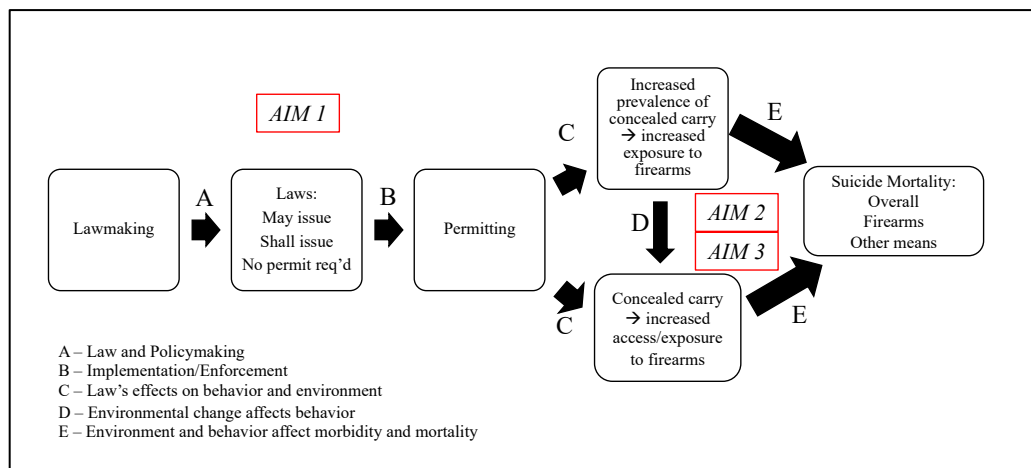 AIM 1
Lawmaking
A
Laws:
May issue
Shall issue
No permit req'd
B
Permitting
C
Increased
prevalence of
concealed carry
→ increased
exposure to
firearms
E
D
AIM 2
AIM 3
C
Concealed carry
→ increased
access/exposure
to firearms
E
Suicide Mortality:
Overall
Firearms
Other means
A – Law and Policymaking
B – Implementation/Enforcement
C – Law's effects on behavior and environment
D – Environmental change affects behavior
E – Environment and behavior affect morbidity and mortality